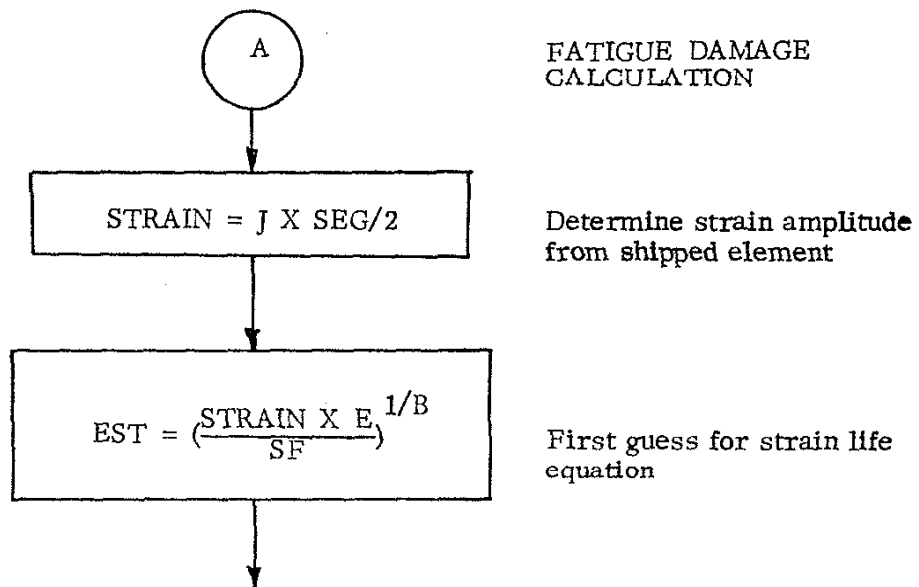 A
FATIGUE DAMAGE
CALCULATION
STRAIN = J X SEG/2
Determine strain amplitude
from shipped element
EST = (STRAIN X E / SF)^1/B
First guess for strain life
equation